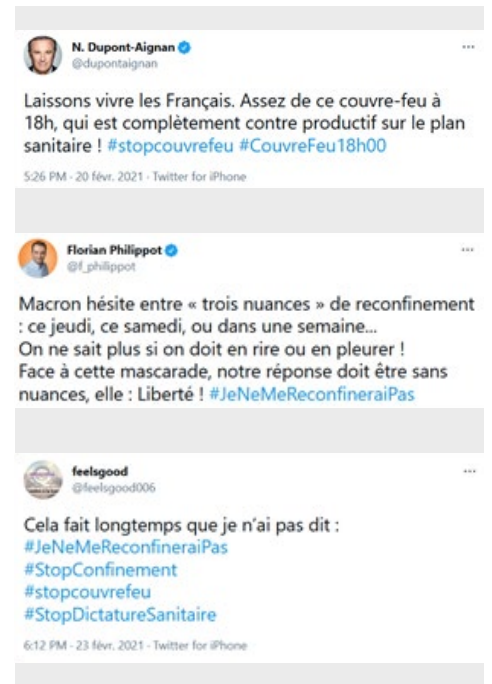 N. Dupont-Aignan
@dupontaignan
Laissons vivre les Français. Assez de ce couvre-feu à
18h, qui est complètement contre productif sur le plan
sanitaire ! #stopcouvrefeu #CouvreFeu18h00
5:26 PM · 20 févr. 2021 · Twitter for iPhone
Florian Philippot
@f_philippot
Macron hésite entre « trois nuances » de reconfinement
: ce jeudi, ce samedi, ou dans une semaine...
On ne sait plus si on doit en rire ou en pleurer !
Face à cette mascarade, notre réponse doit être sans
nuances, elle : Liberté ! #JeNeMeReconfineraiPas
feelsgood
@feelsgood006
Cela fait longtemps que je n'ai pas dit :
#JeNeMeReconfineraiPas
#StopConfinement
#stopcouvrefeu
#StopDictatureSanitaire
6:12 PM · 23 févr. 2021 · Twitter for iPhone